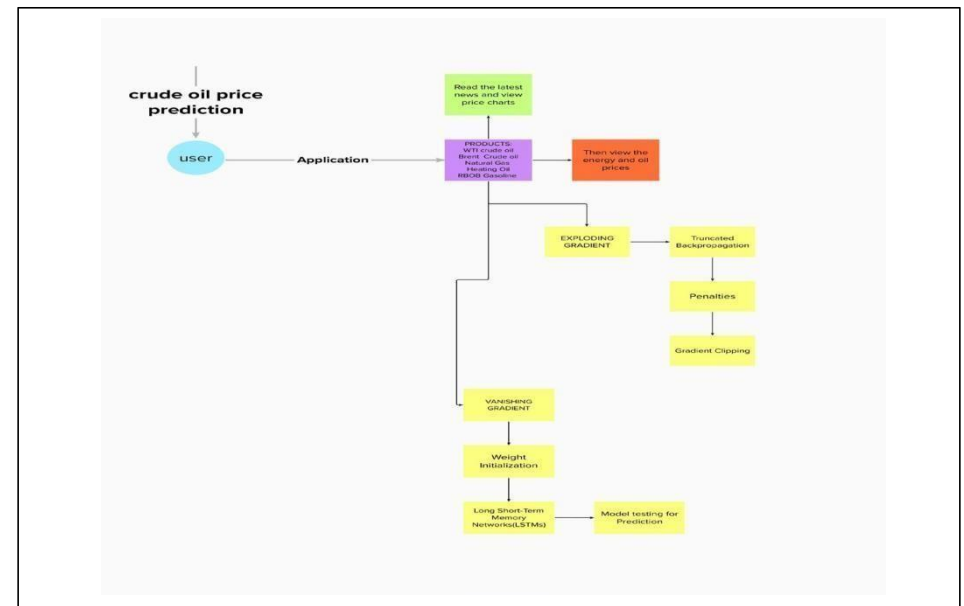 crude oil price
prediction
user
Application
Read the latest
news and view
price charts
PRODUCTS:
WTI crude oil
Brent Crude oil
Natural Gas
Heating Oil
RBOB Gasoline
Then view the
energy and oil
prices
EXPLODING
GRADIENT
Truncated
Backpropagation
Penalties
Gradient Clipping
VANISHING
GRADIENT
Weight
Initialization
Long Short-Term
Memory
Networks(LSTMs)
Model testing for
Prediction